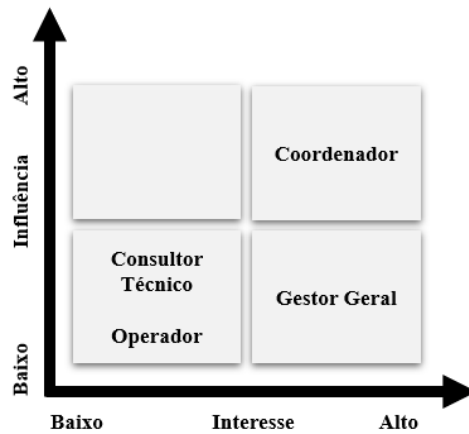 Alto
Influência
Baixo
Coordenador
Consultor
Técnico
Operador
Gestor Geral
Baixo
Interesse
Alto